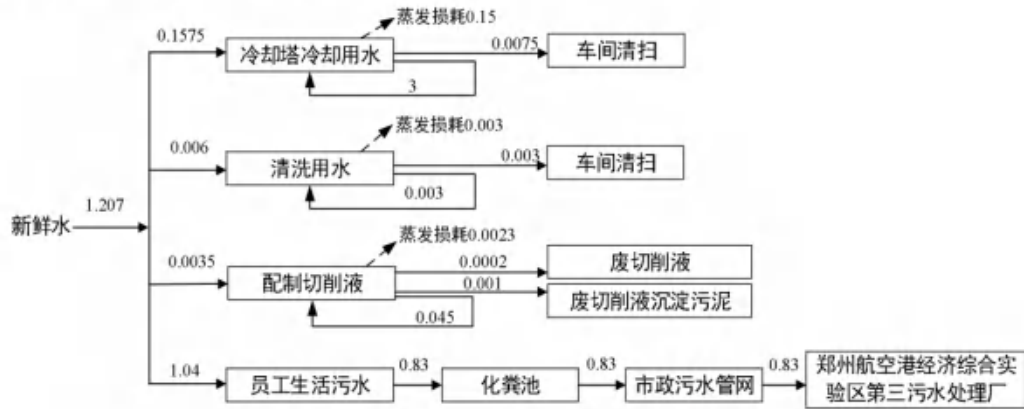 蒸发损耗0.15
0.1575
冷却塔冷却用水
0.0075
车间清扫
3
蒸发损耗0.003
0.006
清洗用水
0.003
车间清扫
0.003
1.207
新鲜水
蒸发损耗0.0023
0.0035
配制切削液
0.0002
废切削液
0.001
废切削液沉淀污泥
0.045
1.04
员工生活污水
0.83
化粪池
0.83
市政污水管网
0.83
郑州航空港经济综合实
验区第三污水处理厂